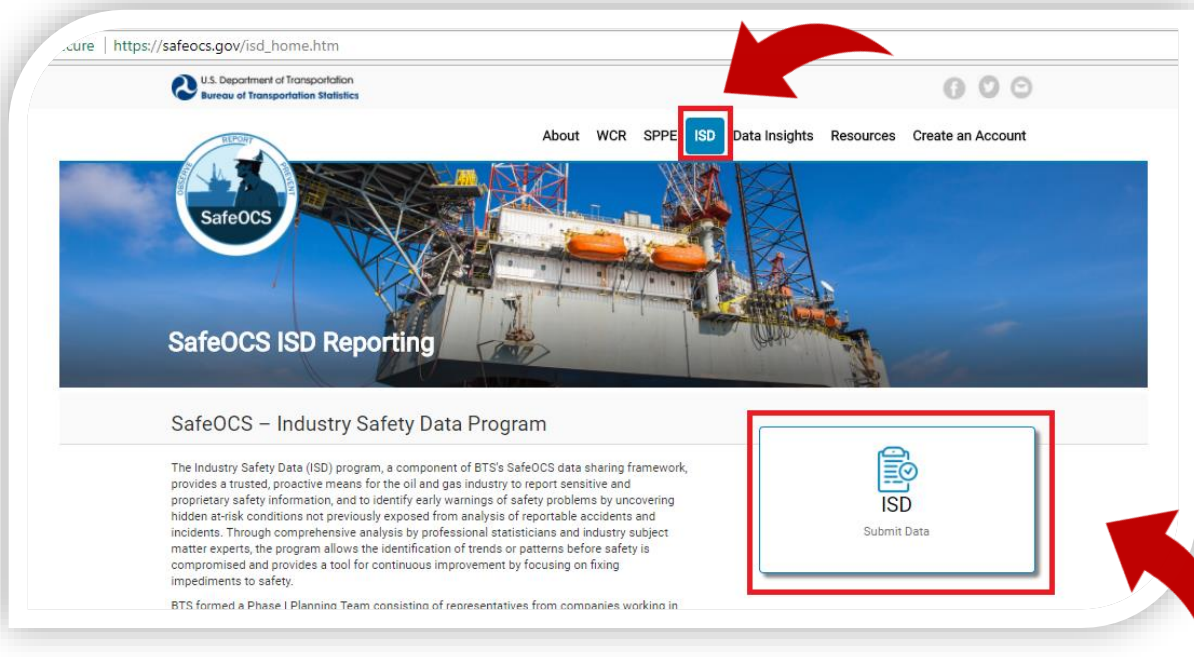 https://safeocs.gov/isd_home.htm
U.S. Department of Transportation
Bureau of Transportation Statistics
About WCR SPPE ISD Data Insights Resources Create an Account
OBSERVE REPORT PREVENT
SafeOCS
SafeOCS ISD Reporting
SafeOCS – Industry Safety Data Program
The Industry Safety Data (ISD) program, a component of BTS's SafeOCS data sharing framework,
provides a trusted, proactive means for the oil and gas industry to report sensitive and
proprietary safety information, and to identify early warnings of safety problems by uncovering
hidden at-risk conditions not previously exposed from analysis of reportable accidents and
incidents. Through comprehensive analysis by professional statisticians and industry subject
matter experts, the program allows the identification of trends or patterns before safety is
compromised and provides a tool for continuous improvement by focusing on fixing
impediments to safety.
BTS formed a Phase I Planning Team consisting of representatives from companies working in
ISD
Submit Data